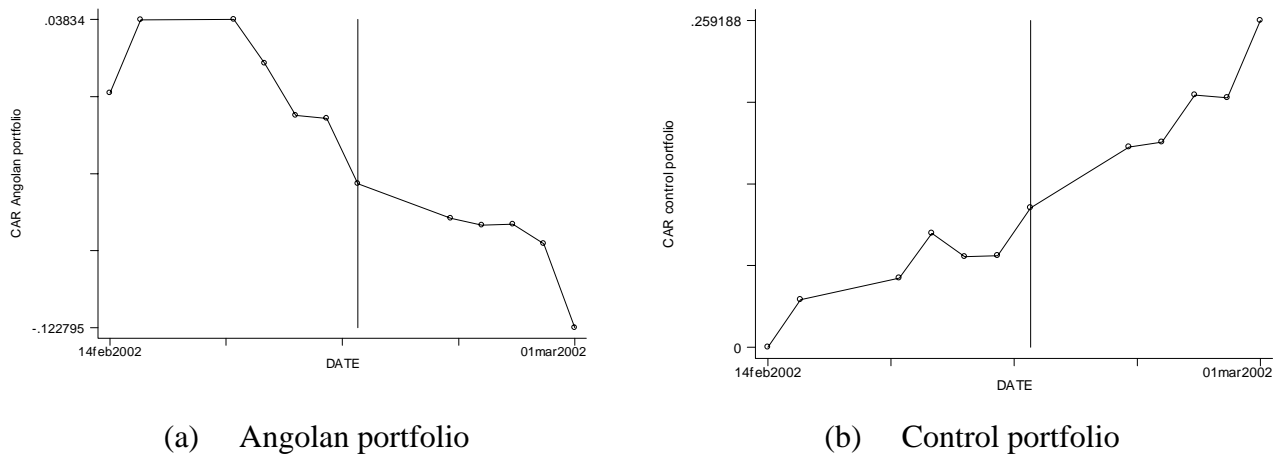 .03834
CAR Angolan portfolio
-.122795
14feb2002
01mar2002
DATE
(a) Angolan portfolio
.259188
CAR control portfolio
0
14feb2002
01mar2002
DATE
(b) Control portfolio